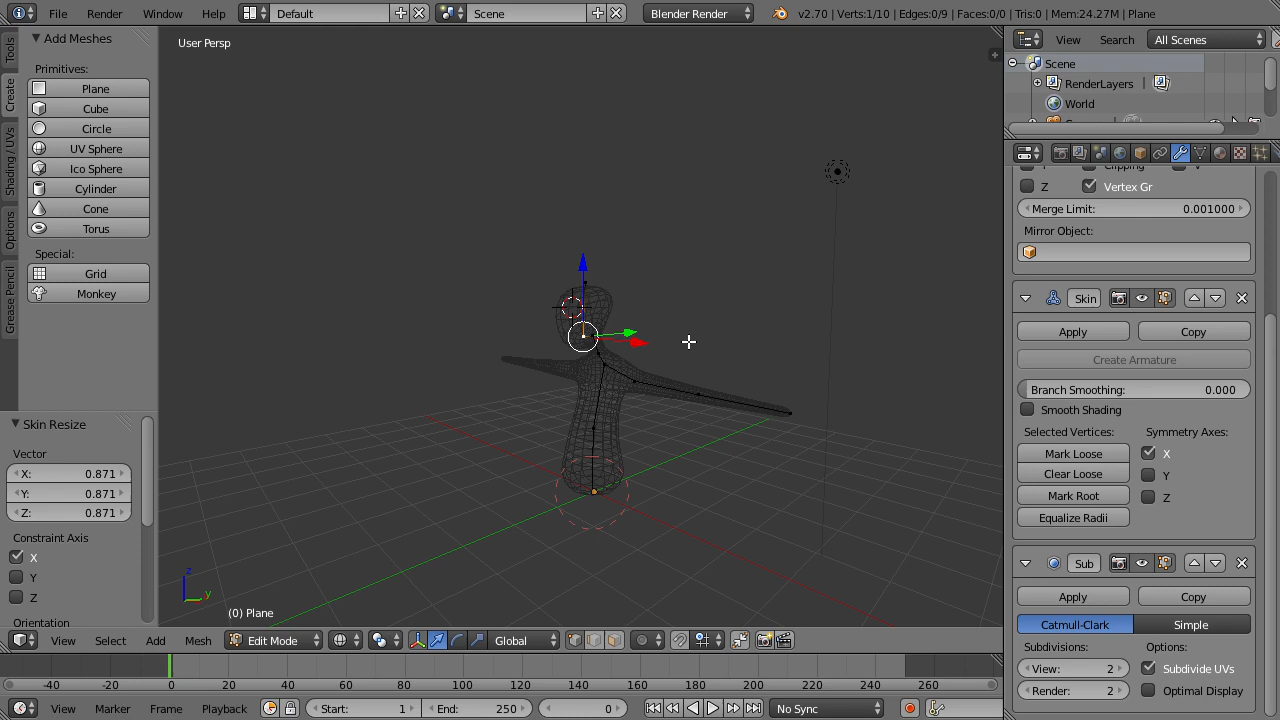 File Render Window Help Default Scene Blender Render v2.70 | Verts:1/10 | Edges:0/9 | Faces:0/0 | Tris:0 | Mem:24.27M | Plane
Tools
Create
Shading / UVs
Options
Grease Pencil
Add Meshes
Primitives:
Plane
Cube
Circle
UV Sphere
Ico Sphere
Cylinder
Cone
Torus
Special:
Grid
Monkey
Skin Resize
Vector
X: 0.871
Y: 0.871
Z: 0.871
Constraint Axis
X
Y
Z
Orientation
User Persp
z
y
(0) Plane
View Select Add Mesh Edit Mode Global
-40 -20 0 20 40 60 80 100 120 140 160 180 200 220 240 260
View Marker Frame Playback Start: 1 End: 250 0 No Sync
View Search All Scenes
Scene
RenderLayers
World
Clipping
Z Vertex Gr
Merge Limit: 0.001000
Mirror Object:
Skin
Apply Copy
Create Armature
Branch Smoothing: 0.000
Smooth Shading
Selected Vertices: Symmetry Axes:
Mark Loose X
Clear Loose Y
Mark Root Z
Equalize Radii
Sub
Apply Copy
Catmull-Clark Simple
Subdivisions: Options:
View: 2 Subdivide UVs
Render: 2 Optimal Display